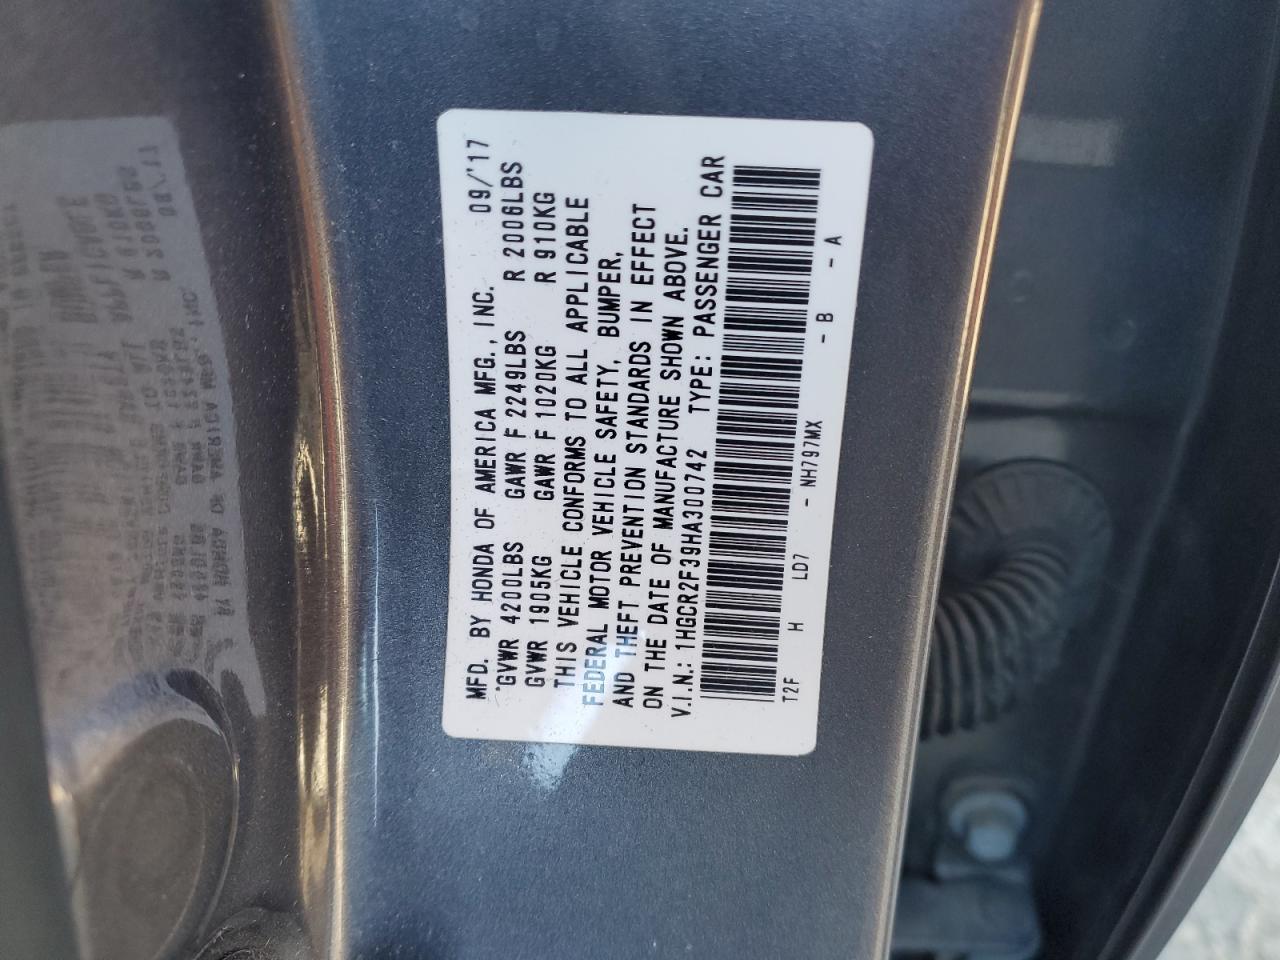 MFD. BY HONDA OF AMERICA MFG., INC. 09/'17
*GVWR 4200LBS GAWR F 2249LBS R 2006LBS
GVWR 1905KG GAWR F 1020KG R 910KG
THIS VEHICLE CONFORMS TO ALL APPLICABLE
FEDERAL MOTOR VEHICLE SAFETY, BUMPER,
AND THEFT PREVENTION STANDARDS IN EFFECT
ON THE DATE OF MANUFACTURE SHOWN ABOVE.
V.I.N.: 1HGCR2F39HA300742 TYPE: PASSENGER CAR
T2F H LD7 - NH797MX - B - A